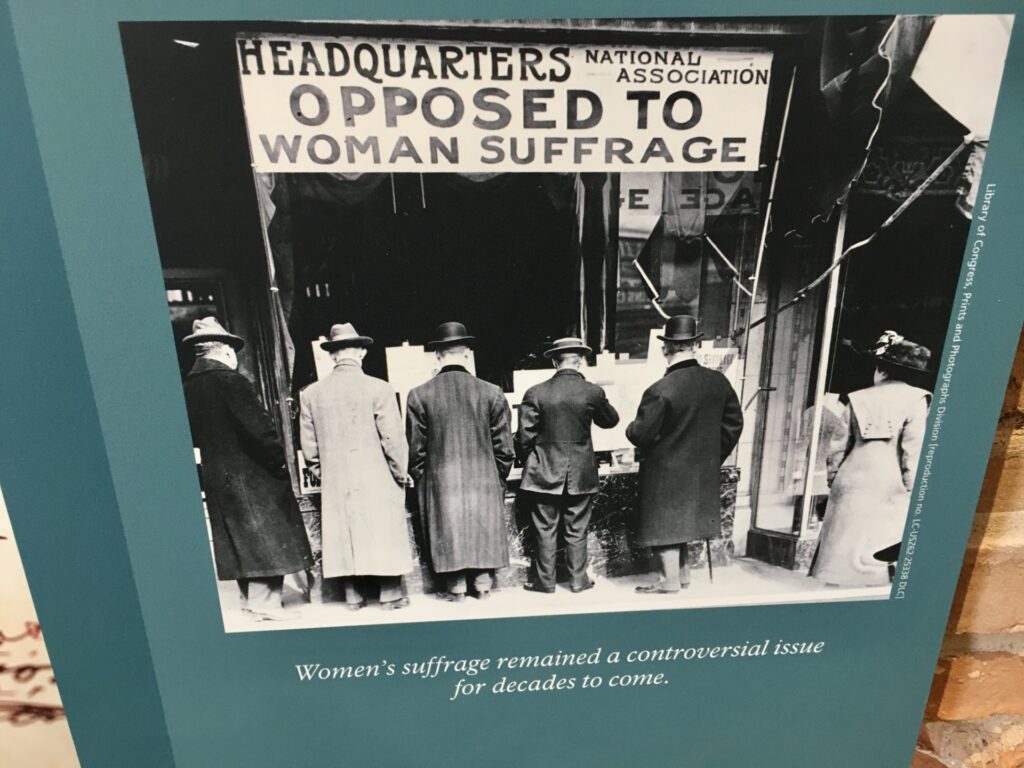 HEADQUARTERS NATIONAL ASSOCIATION
OPPOSED TO
WOMAN SUFFRAGE
Library of Congress, Prints and Photographs Division [reproduction no. LC-USZ62-25338 DLC]
Women's suffrage remained a controversial issue
for decades to come.